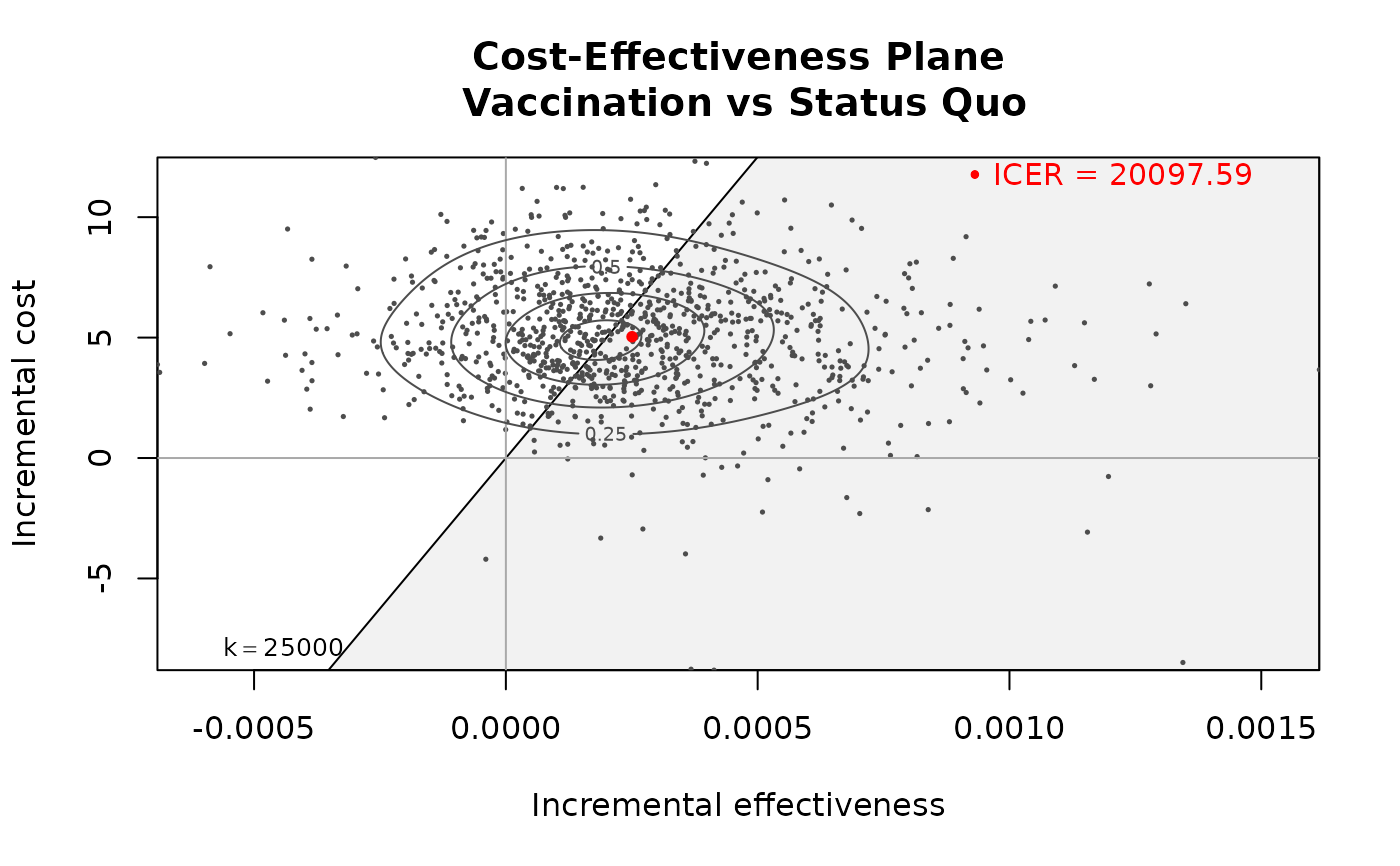 Cost-Effectiveness Plane
Vaccination vs Status Quo
• ICER = 20097.59
10
5
0
-5
Incremental cost
0.5
0.25
k = 25000
-0.0005 0.0000 0.0005 0.0010 0.0015
Incremental effectiveness